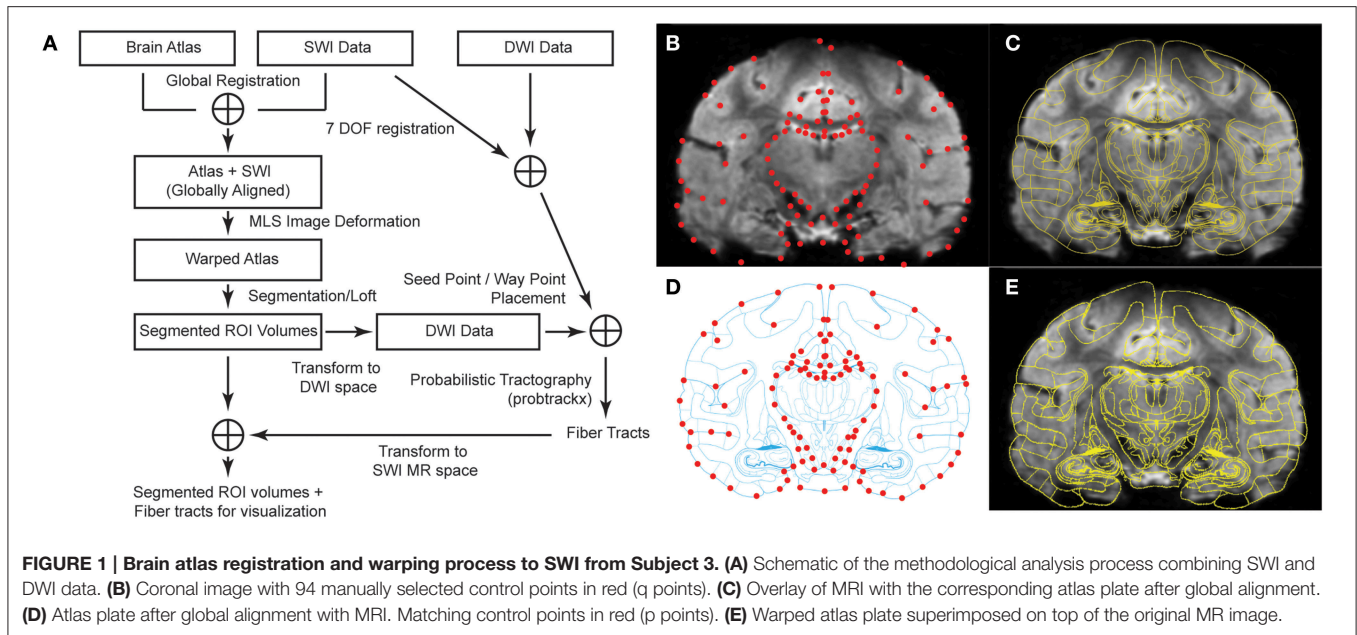 A
Brain Atlas
SWI Data
DWI Data
Global Registration
7 DOF registration
Atlas + SWI
(Globally Aligned)
MLS Image Deformation
Warped Atlas
Seed Point / Way Point
Placement
Segmentation/Loft
Segmented ROI Volumes
DWI Data
Transform to
DWI space
Probabilistic Tractography
(probtrackx)
Fiber Tracts
Transform to
SWI MR space
Segmented ROI volumes +
Fiber tracts for visualization
B
C
D
E
FIGURE 1 | Brain atlas registration and warping process to SWI from Subject 3. (A) Schematic of the methodological analysis process combining SWI and
DWI data. (B) Coronal image with 94 manually selected control points in red (q points). (C) Overlay of MRI with the corresponding atlas plate after global alignment.
(D) Atlas plate after global alignment with MRI. Matching control points in red (p points). (E) Warped atlas plate superimposed on top of the original MR image.